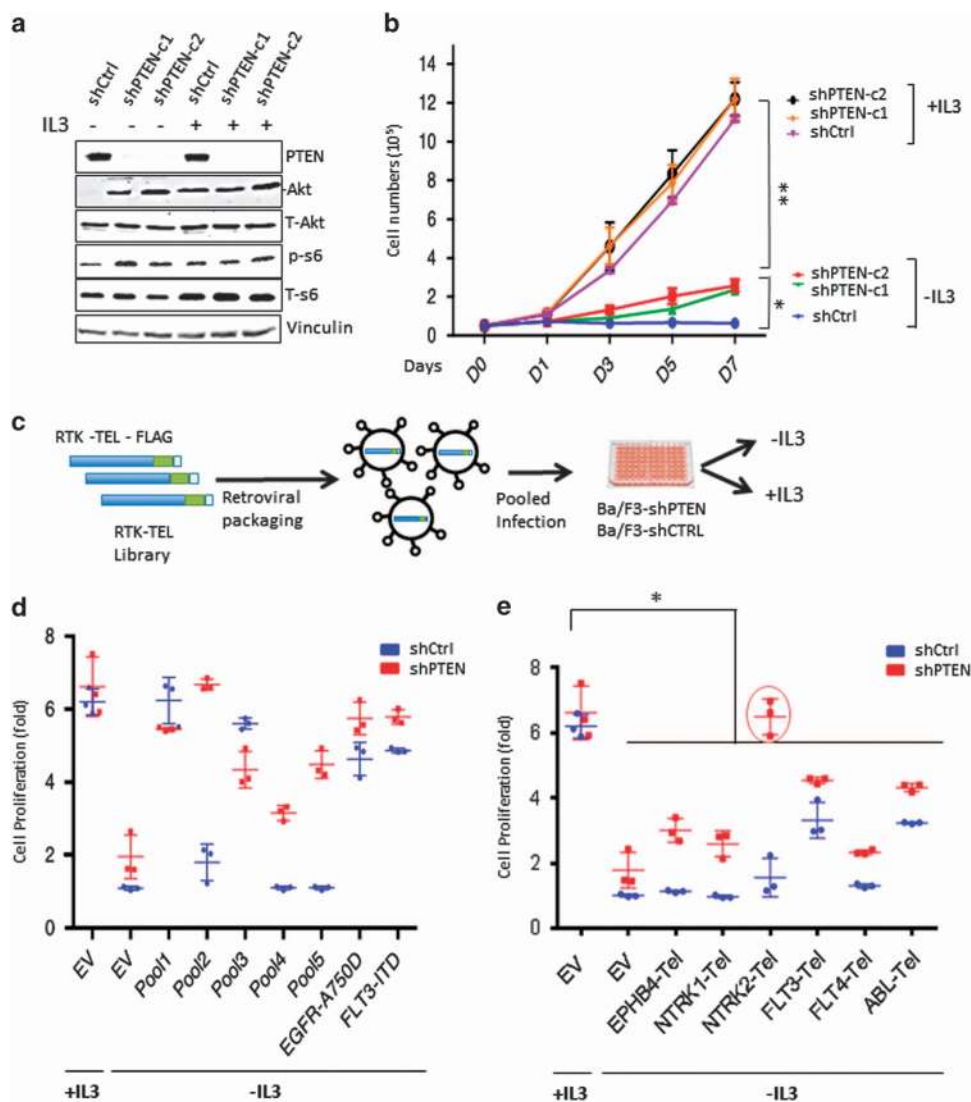 a
shCtrl shPTEN-c1 shPTEN-c2 shCtrl shPTEN-c1 shPTEN-c2
IL3 - - - + + +
PTEN
-Akt
T-Akt
p-s6
T-s6
Vinculin
b
Cell numbers (10⁵)
14
12
10
8
6
4
2
0
Days D0 D1 D3 D5 D7
**
*
shPTEN-c2
shPTEN-c1
shCtrl
+IL3
shPTEN-c2
shPTEN-c1
shCtrl
-IL3
c
RTK -TEL - FLAG
RTK-TEL
Library
Retroviral
packaging
Pooled
Infection
Ba/F3-shPTEN
Ba/F3-shCTRL
-IL3
+IL3
d
Cell Proliferation (fold)
8
6
4
2
0
shCtrl
shPTEN
EV EV Pool1 Pool2 Pool3 Pool4 Pool5 EGFR-A750D FLT3-ITD
+IL3 -IL3
e
*
Cell Proliferation (fold)
8
6
4
2
0
shCtrl
shPTEN
EV EV EPHB4-Tel NTRK1-Tel NTRK2-Tel FLT3-Tel FLT4-Tel ABL-Tel
+IL3 -IL3